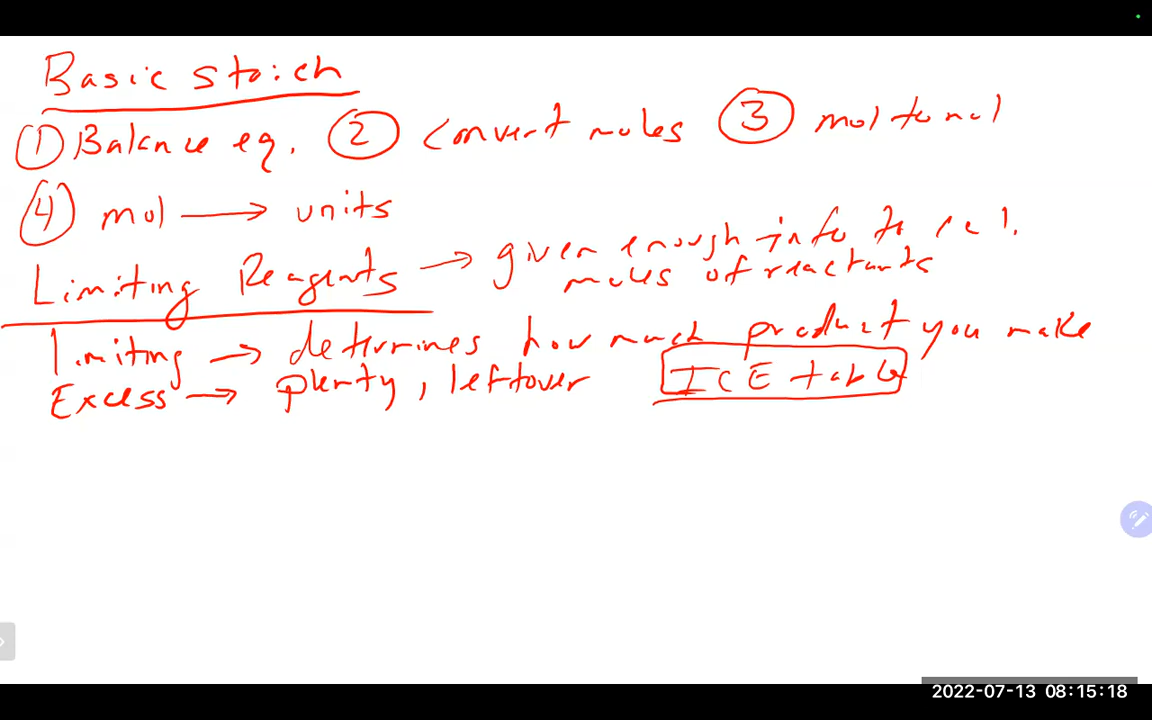 Basic stoich
① Balance eq. ② convert moles ③ mol to mol
④ mol → units
Limiting Reagents → given enough info to cal.
moles of reactants
limiting → determines how much product you make
Excess → plenty, leftover ICE table
2022-07-13 08:15:18